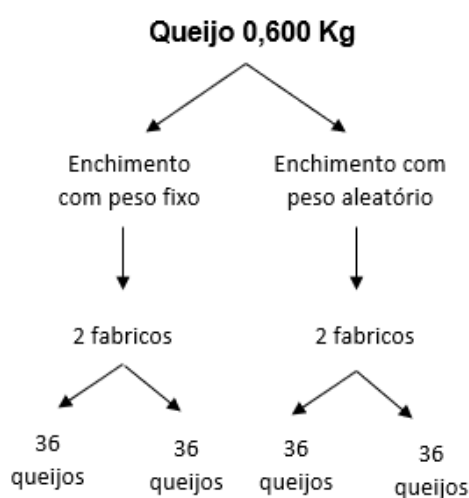 Queijo 0,600 Kg
Enchimento
com peso fixo
Enchimento com
peso aleatório
2 fabricos
2 fabricos
36
queijos
36
queijos
36
queijos
36
queijos